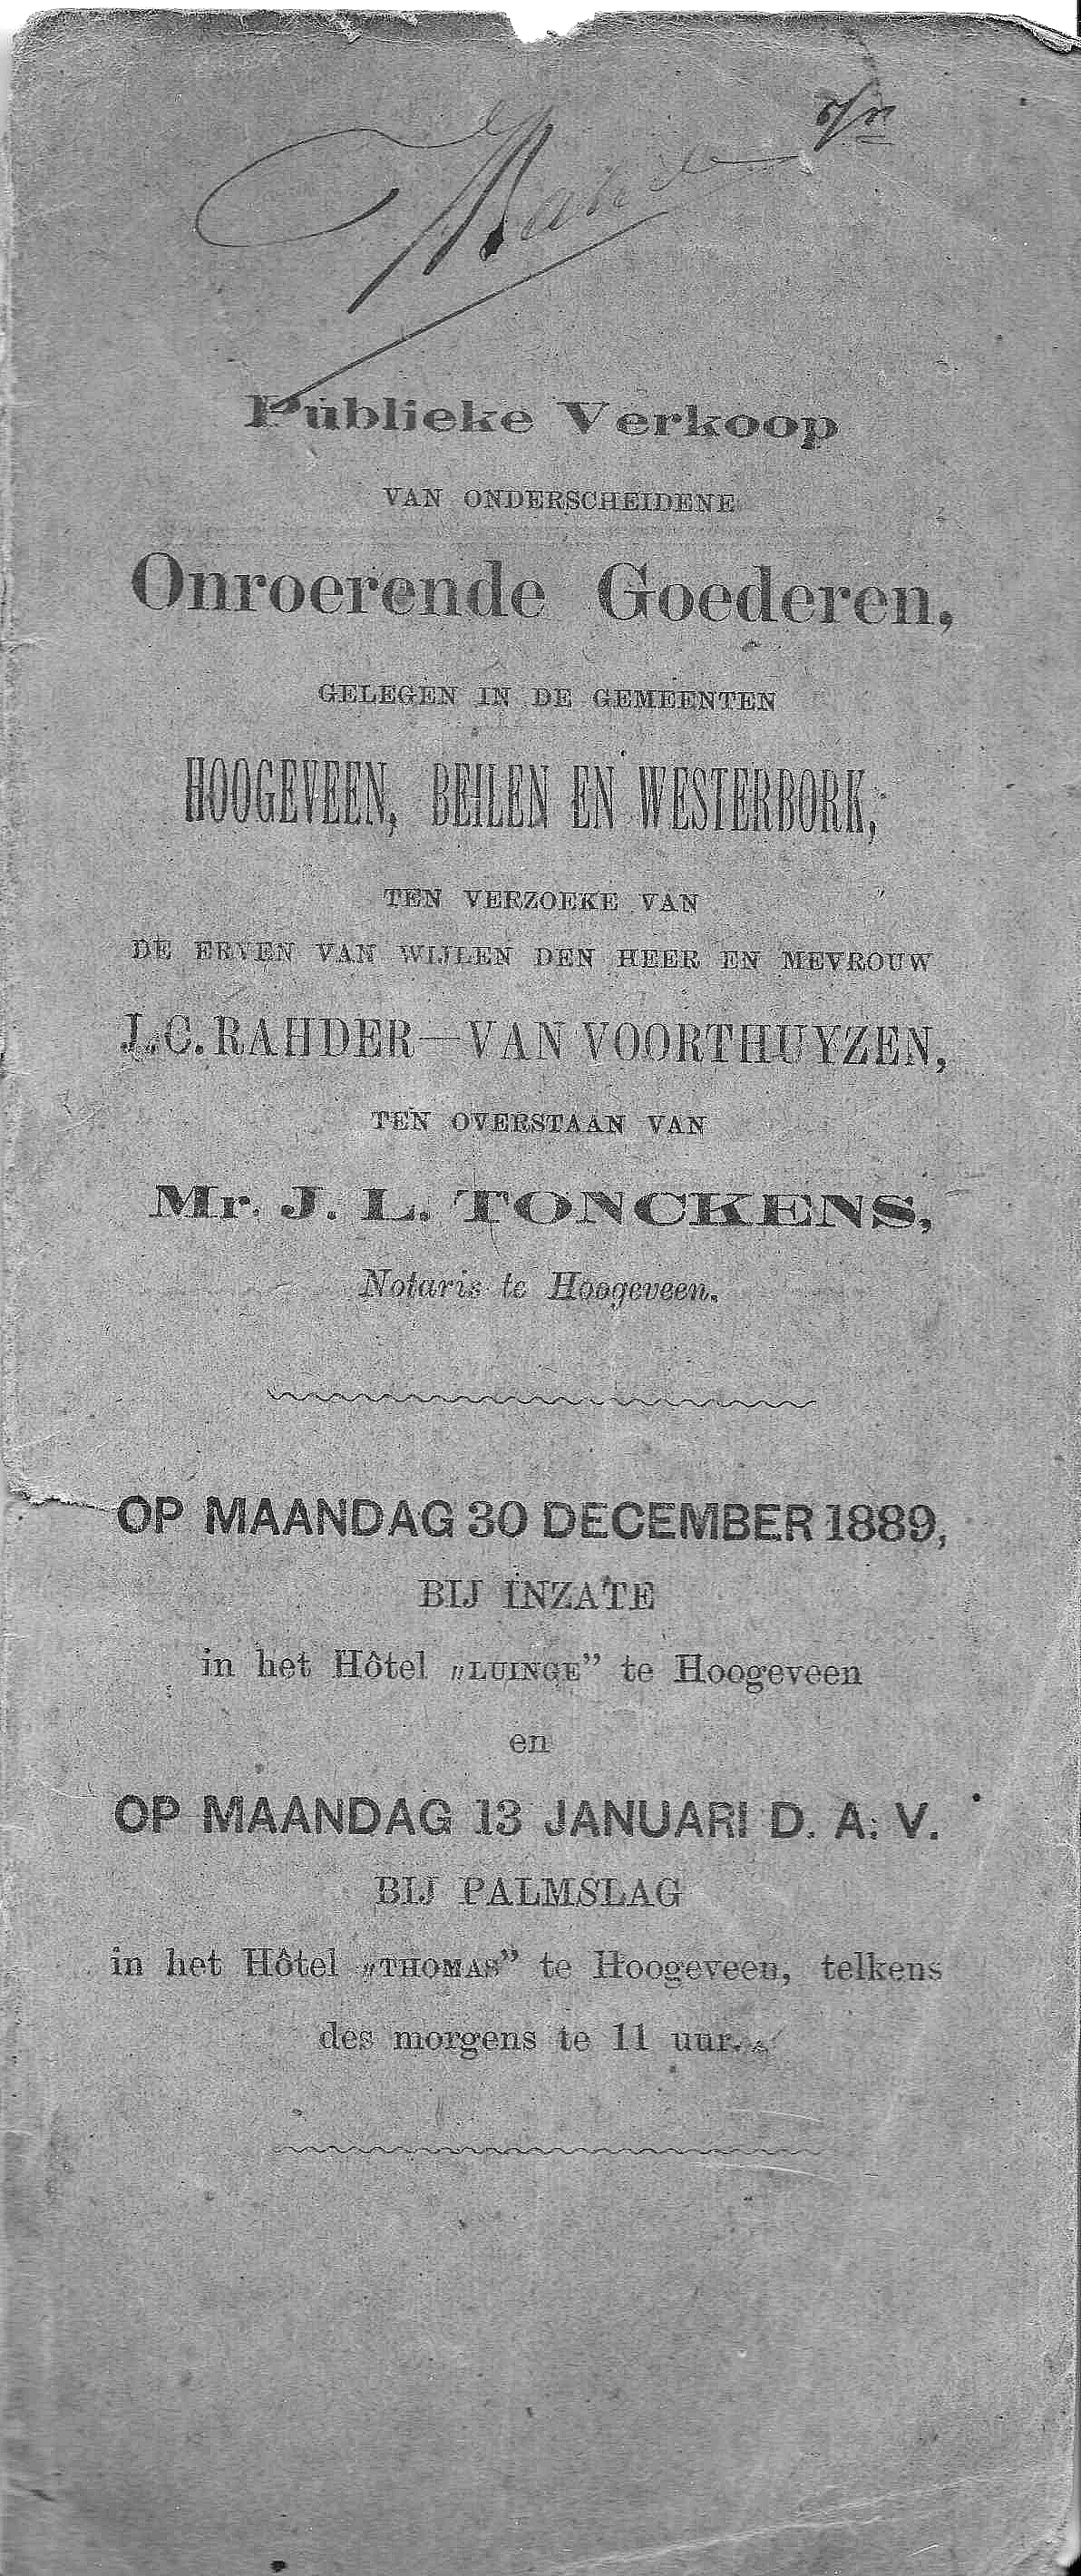 Publieke Verkoop
VAN ONDERSCHEIDENE
Onroerende Goederen,
GELEGEN IN DE GEMEENTEN
HOOGEVEEN, BEILEN EN WESTERBORK,
TEN VERZOEKE VAN
DE ERVEN VAN WIJLEN DEN HEER EN MEVROUW
J.C. RAHDER—VAN VOORTHUYZEN,
TEN OVERSTAAN VAN
Mr. J. L. TONCKENS,
Notaris te Hoogeveen.
OP MAANDAG 30 DECEMBER 1889,
BIJ INZATE
in het Hôtel „LUINGE” te Hoogeveen
en
OP MAANDAG 13 JANUARI D. A. V.
BIJ PALMSLAG
in het Hôtel „THOMAS” te Hoogeveen, telkens
des morgens te 11 uur.